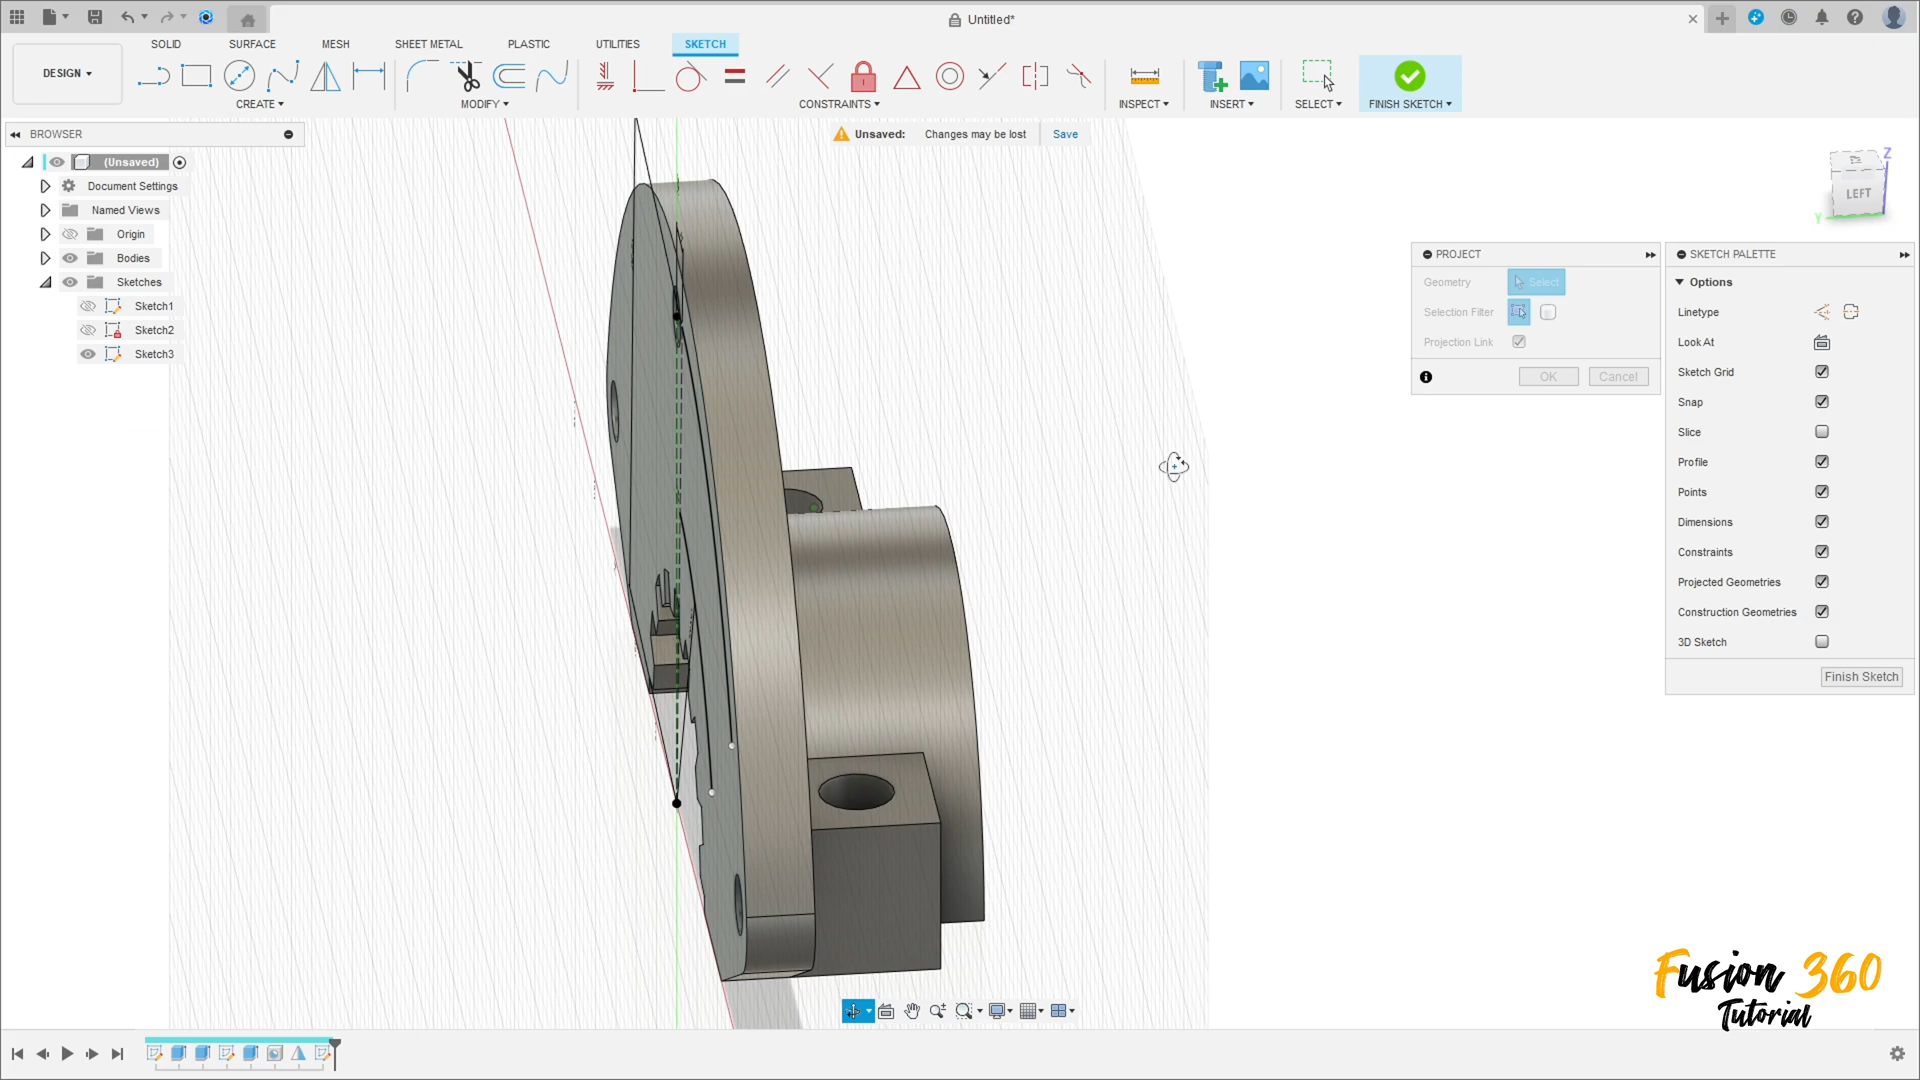 Untitled*
DESIGN
SOLID
SURFACE
MESH
SHEET METAL
PLASTIC
UTILITIES
SKETCH
CREATE
MODIFY
CONSTRAINTS
INSPECT
INSERT
SELECT
FINISH SKETCH
BROWSER
Unsaved: Changes may be lost Save
(Unsaved)
Document Settings
Named Views
Origin
Bodies
Sketches
Sketch1
Sketch2
Sketch3
Z
LEFT
Y
PROJECT
Geometry
Select
Selection Filter
Projection Link
OK
Cancel
SKETCH PALETTE
Options
Linetype
Look At
Sketch Grid
Snap
Slice
Profile
Points
Dimensions
Constraints
Projected Geometries
Construction Geometries
3D Sketch
Finish Sketch
Fusion 360
Tutorial